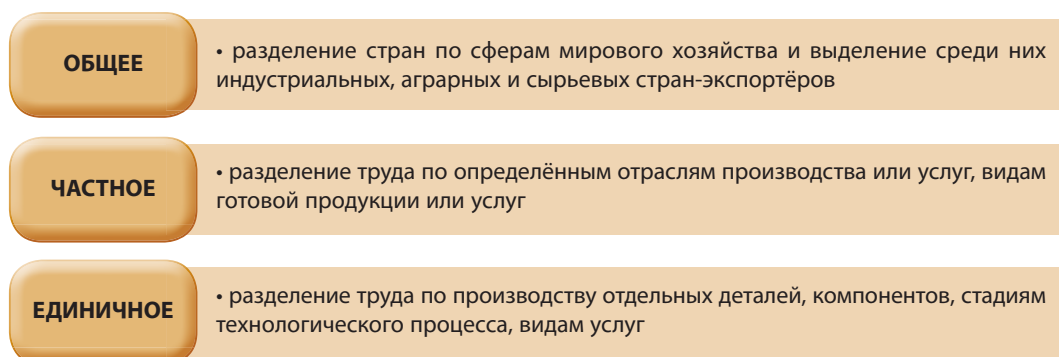 ОБЩЕЕ
• разделение стран по сферам мирового хозяйства и выделение среди них
индустриальных, аграрных и сырьевых стран-экспортёров
ЧАСТНОЕ
• разделение труда по определённым отраслям производства или услуг, видам
готовой продукции или услуг
ЕДИНИЧНОЕ
• разделение труда по производству отдельных деталей, компонентов, стадиям
технологического процесса, видам услуг